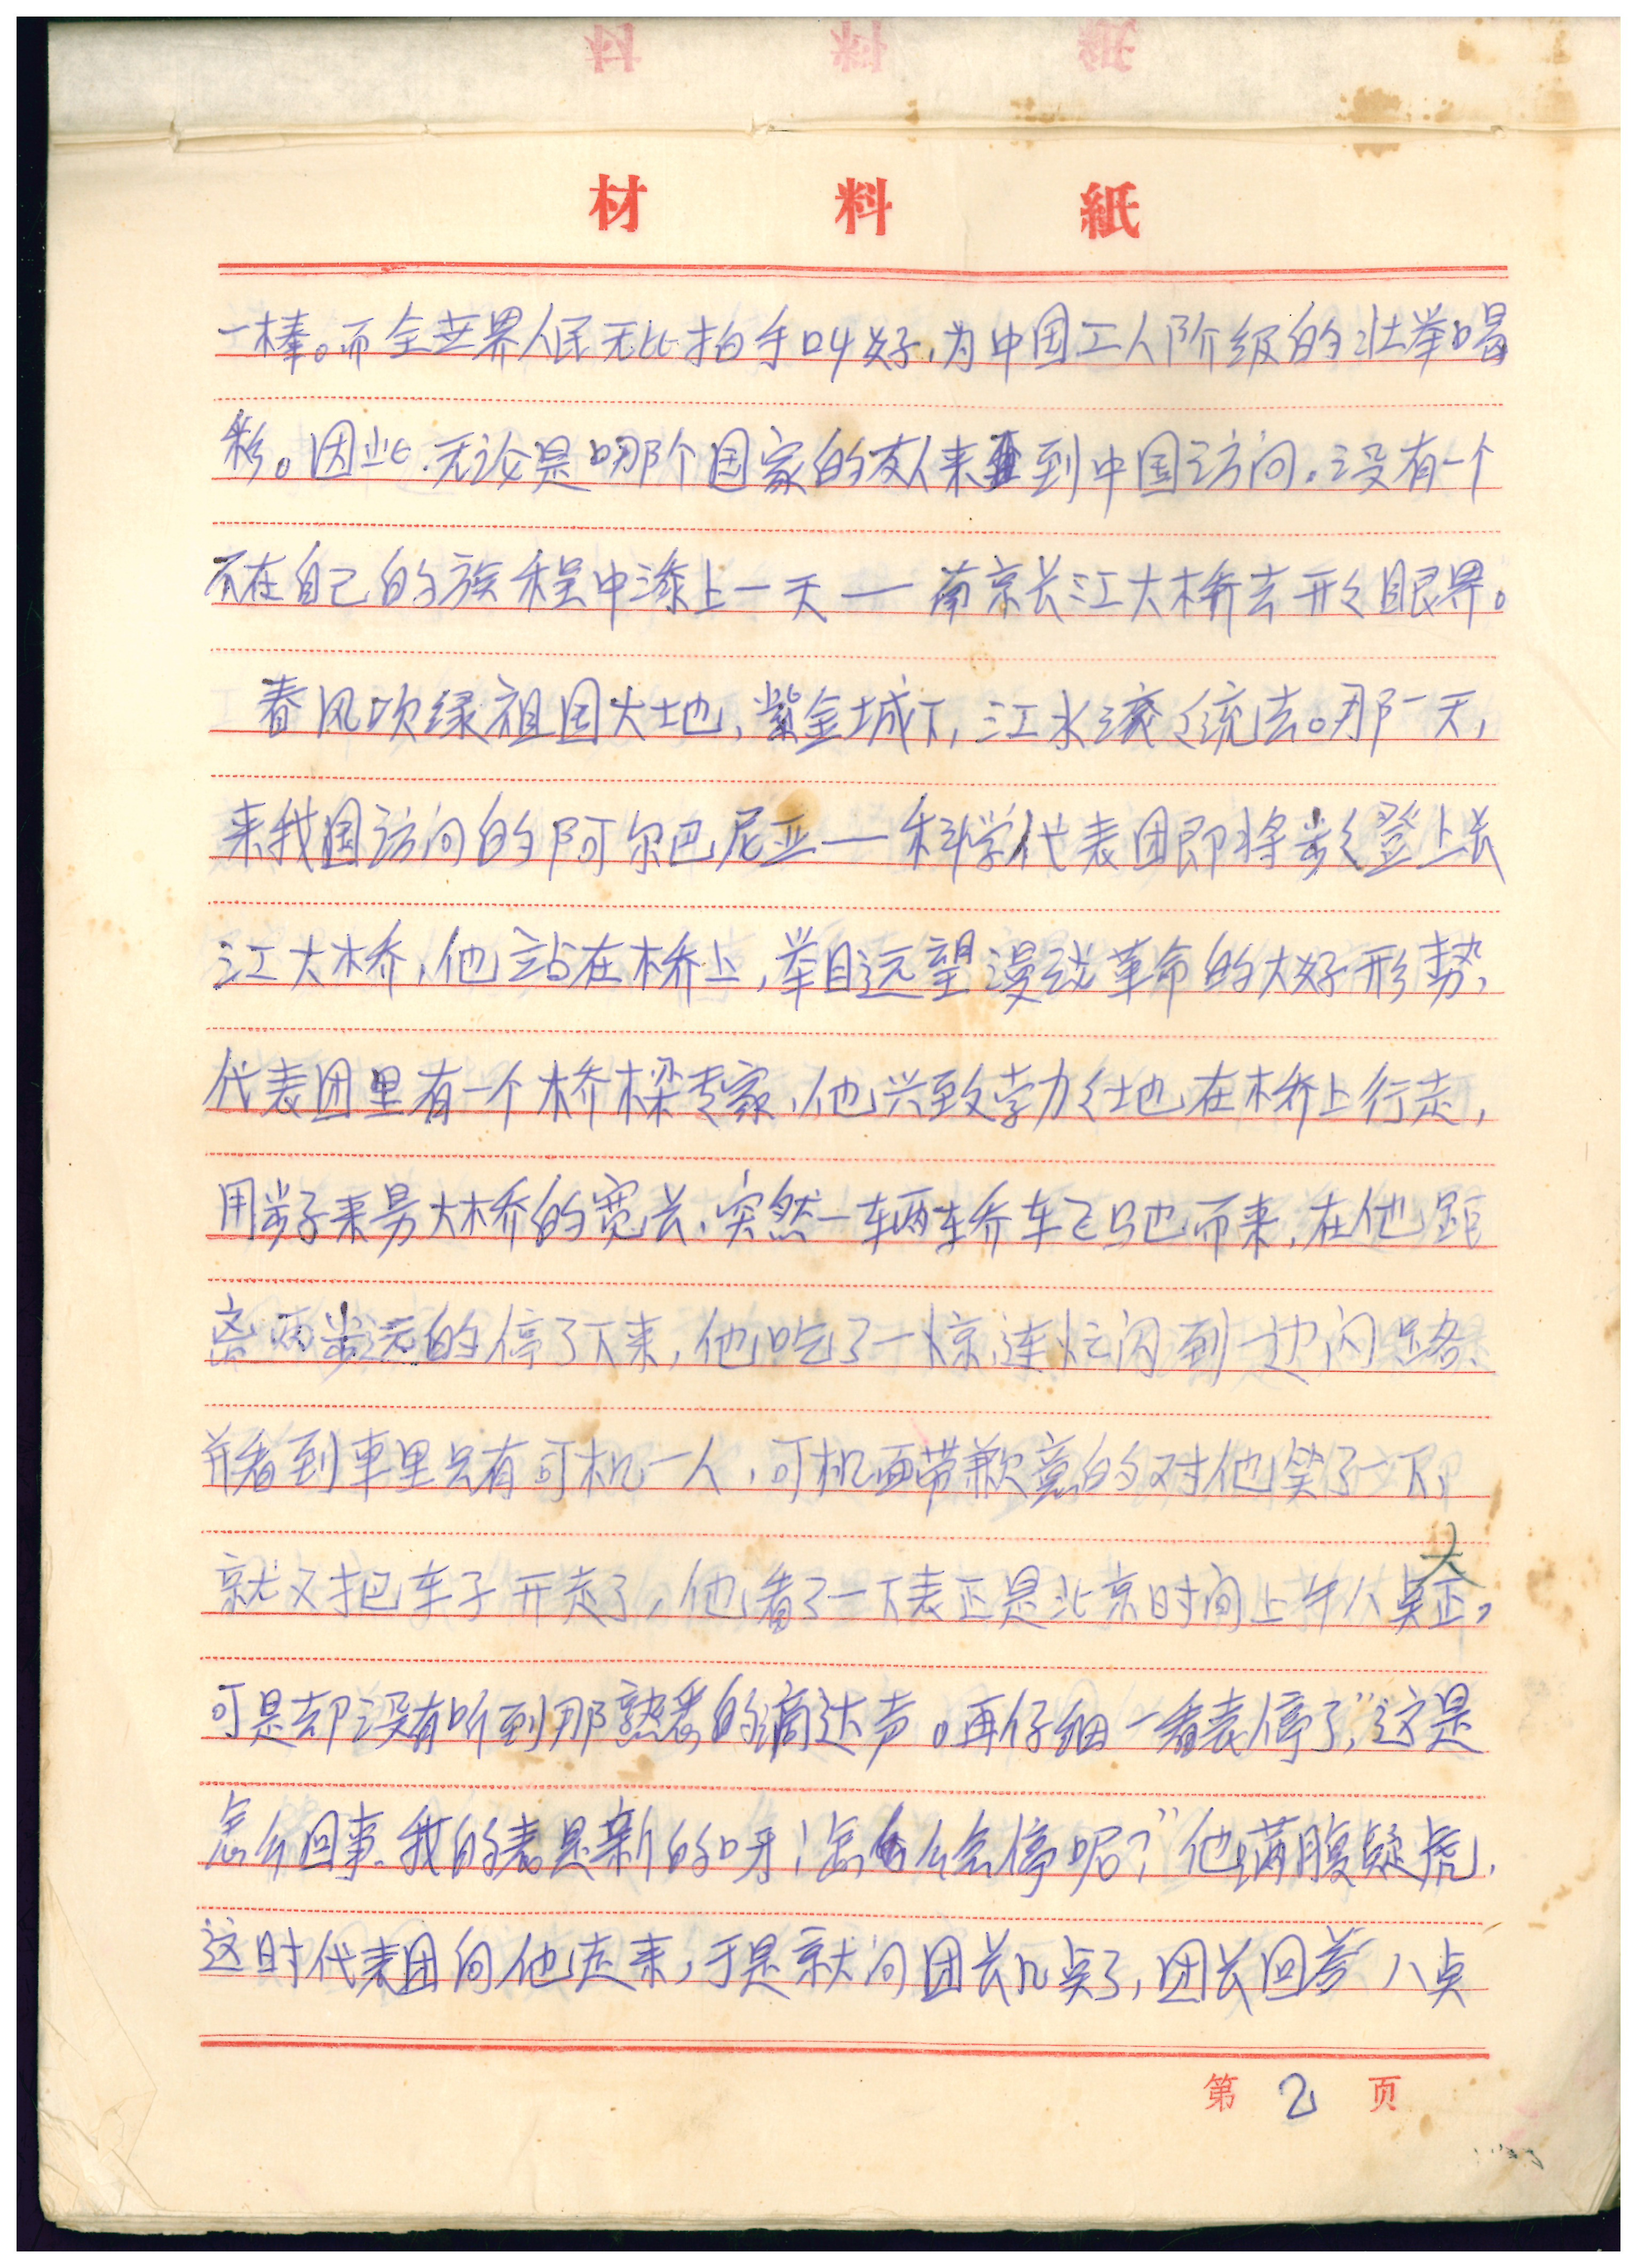 材 料 紙
一棒。而全世界人民无比拍手叫好,为中国工人阶级的壮举喝
彩。因此.无论是哪个国家的友人来到中国访问.没有一个
不在自己的旅程中添上一天—南京长江大桥去开开眼界。
春风吹绿祖国大地,紫金城下,江水滚滚流去。那一天,
来我国访问的阿尔巴尼亚—科学代表团即将步步登上长
江大桥,他站在桥上,举目远望漫谈革命的大好形势,
代表团里有一个桥樑专家,他兴致勃勃地在桥上行走,
用步子来量大桥的宽长.突然一辆轿车飞驰而来.在他距
离两步远的停了下来,他吃了一惊连忙闪到一边闪路.
并看到車里只有司机一人,司机面带歉意的对他笑了一下,
大
就又把车子开走了,他看了一下表正是北京时间上午八点正,
可是却没有听到那熟悉的滴达声。再仔细一看表停了,"这是
怎么回事.我的表是新的呀!怎么会停呢?"他满腹疑虑.
这时代表团向他走来,于是就问团长几点了,团长回答八点
第 2 页